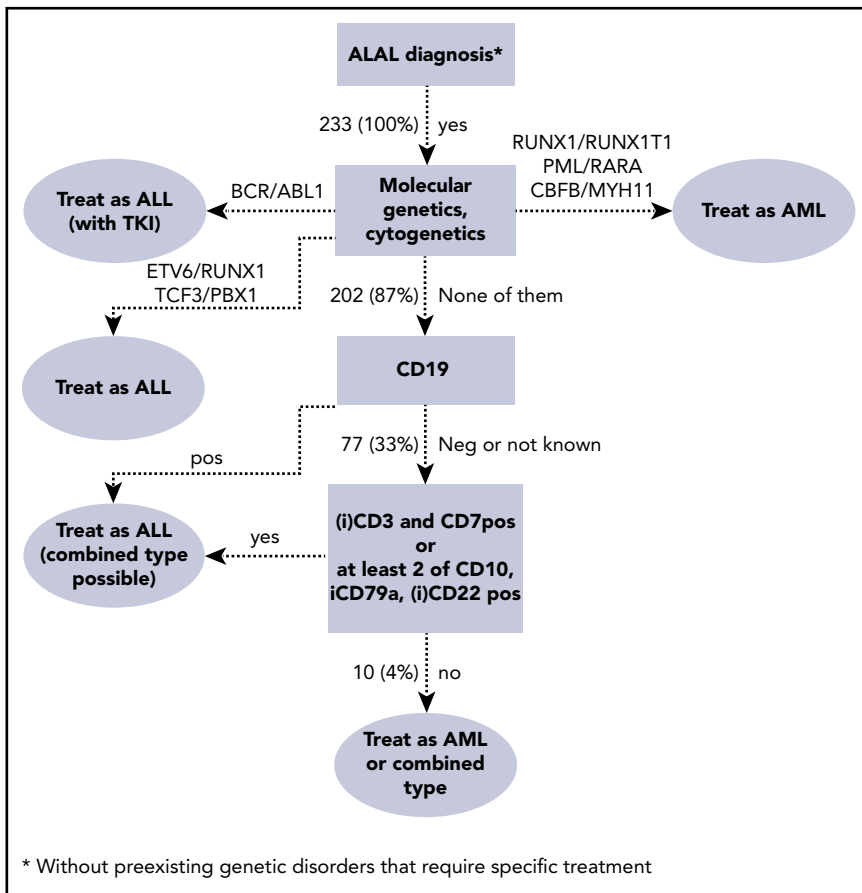 ALAL diagnosis*
233 (100%) yes
RUNX1/RUNX1T1
PML/RARA
CBFB/MYH11
Treat as ALL
(with TKI)
BCR/ABL1
Molecular
genetics,
cytogenetics
Treat as AML
ETV6/RUNX1
TCF3/PBX1
202 (87%) None of them
Treat as ALL
CD19
77 (33%) Neg or not known
pos
Treat as ALL
(combined type
possible)
yes
(i)CD3 and CD7pos
or
at least 2 of CD10,
iCD79a, (i)CD22 pos
10 (4%) no
Treat as AML
or combined
type
* Without preexisting genetic disorders that require specific treatment